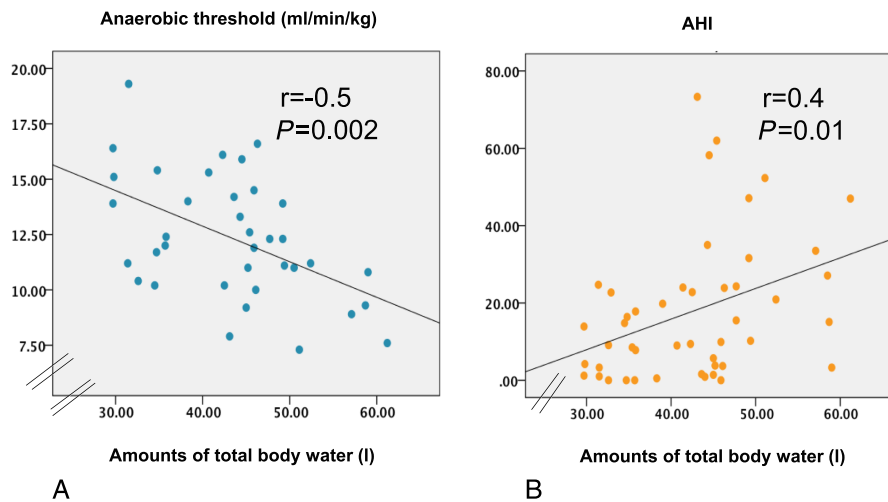 Anaerobic threshold (ml/min/kg)
20.00
17.50
15.00
12.50
10.00
7.50
r=-0.5
P=0.002
30.00 40.00 50.00 60.00
Amounts of total body water (l)
A
AHI
80.00
60.00
40.00
20.00
.00
r=0.4
P=0.01
30.00 40.00 50.00 60.00
Amounts of total body water (l)
B